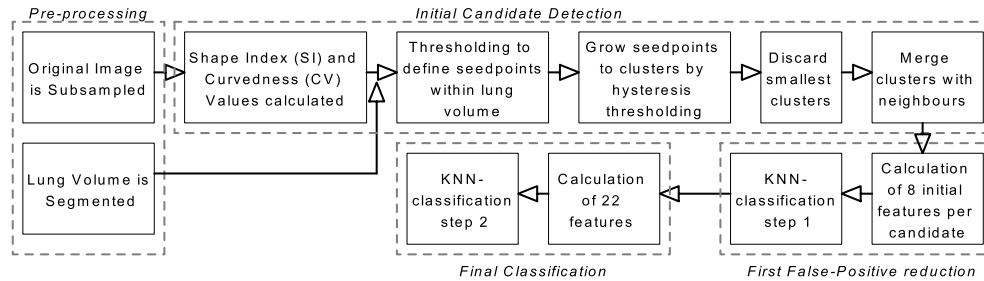 Pre-processing
Initial Candidate Detection
Original Image
is Subsampled
Shape Index (SI) and
Curvedness (CV)
Values calculated
Thresholding to
define seedpoints
within lung
volume
Grow seedpoints
to clusters by
hysteresis
thresholding
Discard
smallest
clusters
Merge
clusters with
neighbours
Lung Volume is
Segmented
KNN-
classification
step 2
Calculation
of 22
features
KNN-
classification
step 1
Calculation
of 8 initial
features per
candidate
Final Classification
First False-Positive reduction